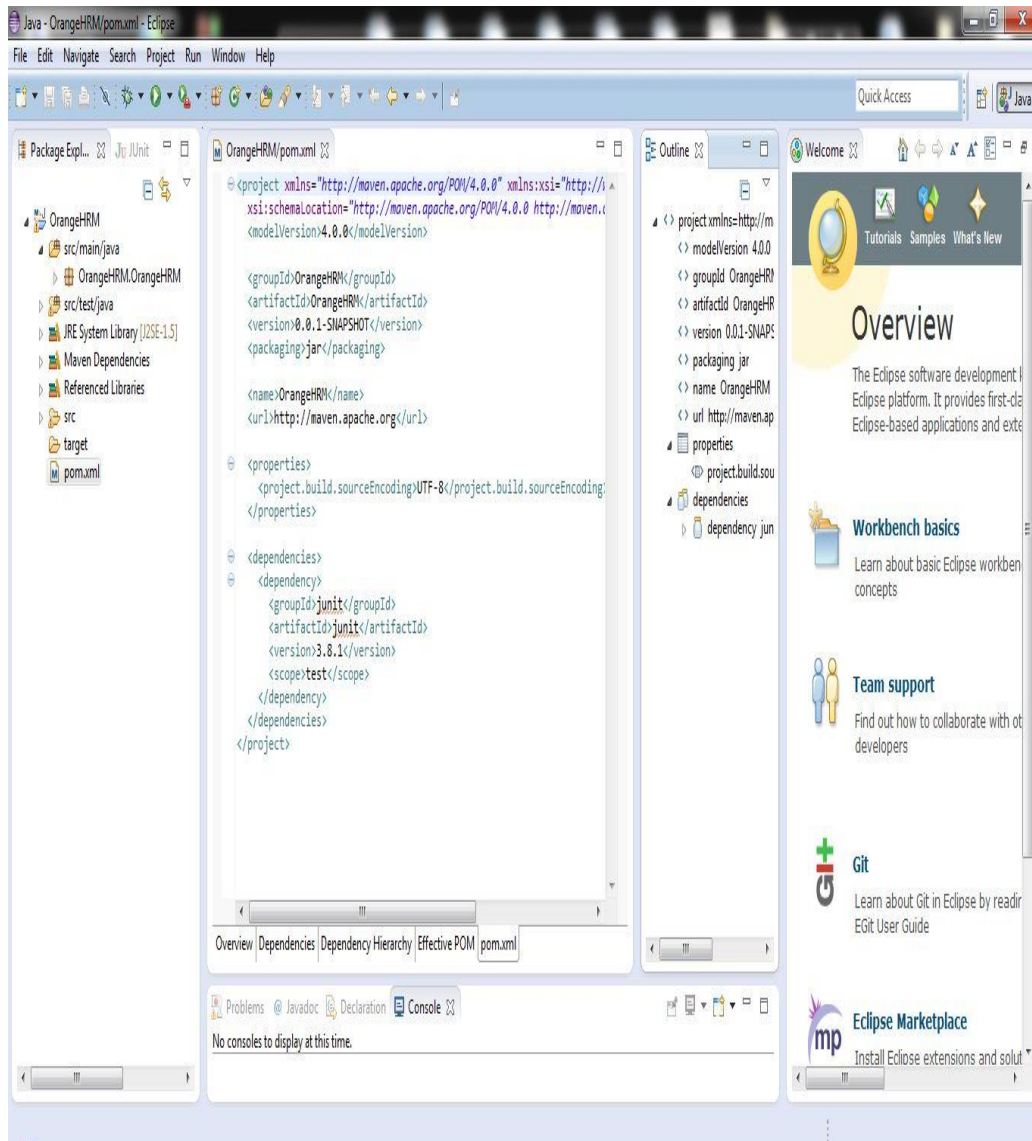 Java - OrangeHRM/pom.xml - Eclipse
File Edit Navigate Search Project Run Window Help
Quick Access
Java
Package Expl...
JUnit
OrangeHRM
src/main/java
OrangeHRM.OrangeHRM
src/test/java
JRE System Library [J2SE-1.5]
Maven Dependencies
Referenced Libraries
src
target
pom.xml
OrangeHRM/pom.xml
<project xmlns="http://maven.apache.org/POM/4.0.0" xmlns:xsi="http://
xsi:schemaLocation="http://maven.apache.org/POM/4.0.0 http://maven.
<modelVersion>4.0.0</modelVersion>
<groupId>OrangeHRM</groupId>
<artifactId>OrangeHRM</artifactId>
<version>0.0.1-SNAPSHOT</version>
<packaging>jar</packaging>
<name>OrangeHRM</name>
<url>http://maven.apache.org</url>
<properties>
<project.build.sourceEncoding>UTF-8</project.build.sourceEncoding
</properties>
<dependencies>
<dependency>
<groupId>junit</groupId>
<artifactId>junit</artifactId>
<version>3.8.1</version>
<scope>test</scope>
</dependency>
</dependencies>
</project>
Overview Dependencies Dependency Hierarchy Effective POM pom.xml
Outline
project xmlns=http://m
modelVersion 4.0.0
groupId OrangeHR
artifactId OrangeHR
version 0.0.1-SNAPS
packaging jar
name OrangeHRM
url http://maven.ap
properties
project.build.sou
dependencies
dependency jun
Problems @ Javadoc Declaration Console
No consoles to display at this time.
Welcome
Tutorials Samples What's New
Overview
The Eclipse software development
Eclipse platform. It provides first-cla
Eclipse-based applications and exte
Workbench basics
Learn about basic Eclipse workben
concepts
Team support
Find out how to collaborate with ot
developers
GIT
Git
Learn about Git in Eclipse by readin
EGit User Guide
mp
Eclipse Marketplace
Install Eclipse extensions and solut